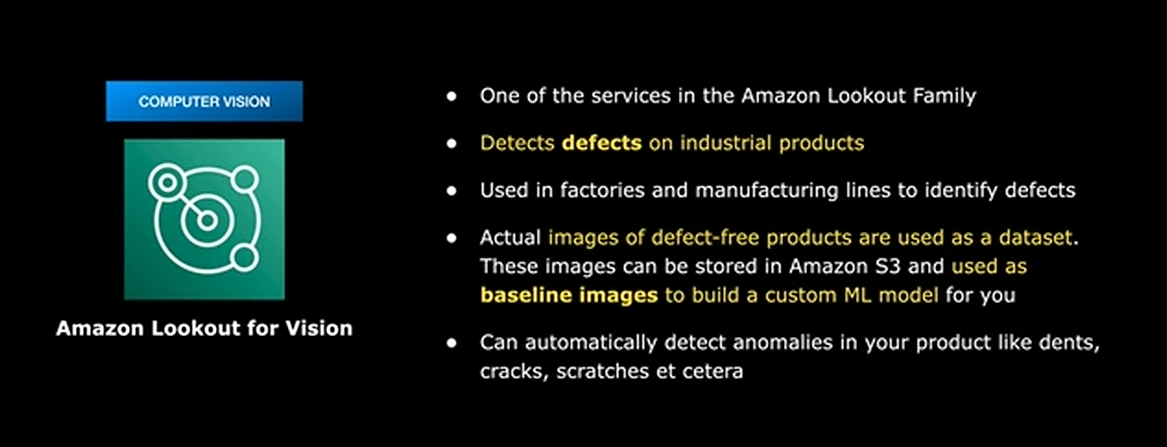 COMPUTER VISION
Amazon Lookout for Vision
● One of the services in the Amazon Lookout Family
● Detects defects on industrial products
● Used in factories and manufacturing lines to identify defects
● Actual images of defect-free products are used as a dataset.
These images can be stored in Amazon S3 and used as
baseline images to build a custom ML model for you
● Can automatically detect anomalies in your product like dents,
cracks, scratches et cetera